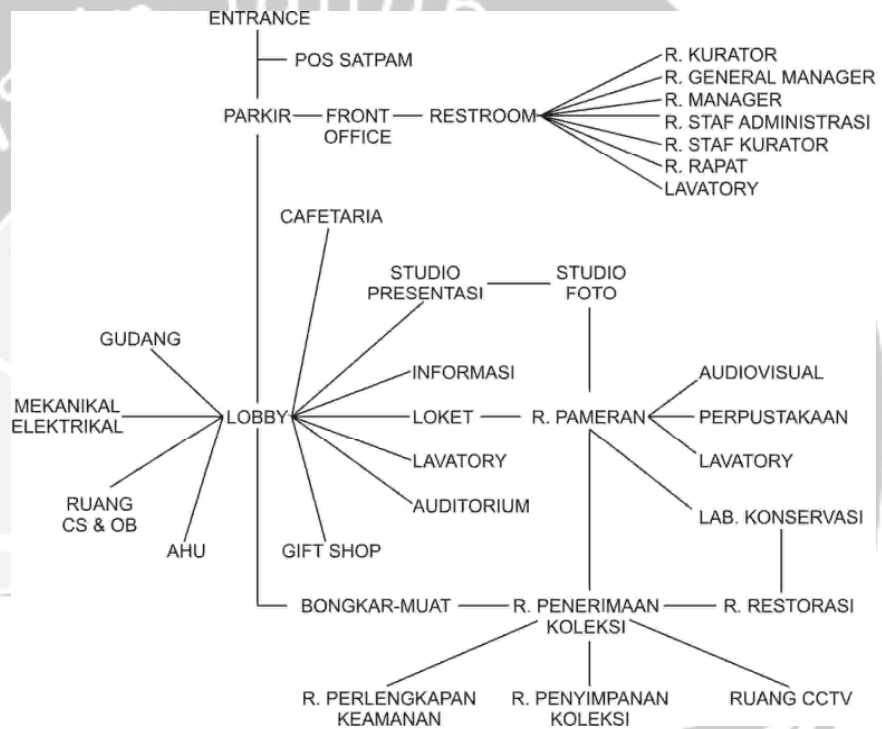 ENTRANCE
POS SATPAM
PARKIR
FRONT
OFFICE
RESTROOM
R. KURATOR
R. GENERAL MANAGER
R. MANAGER
R. STAF ADMINISTRASI
R. STAF KURATOR
R. RAPAT
LAVATORY
CAFETARIA
STUDIO
PRESENTASI
STUDIO
FOTO
GUDANG
MEKANIKAL
ELEKTRIKAL
RUANG
CS & OB
AHU
LOBBY
INFORMASI
LOKET
LAVATORY
AUDITORIUM
GIFT SHOP
R. PAMERAN
AUDIOVISUAL
PERPUSTAKAAN
LAVATORY
LAB. KONSERVASI
BONGKAR-MUAT
R. PENERIMAAN
KOLEKSI
R. RESTORASI
R. PERLENGKAPAN
KEAMANAN
R. PENYIMPANAN
KOLEKSI
RUANG CCTV